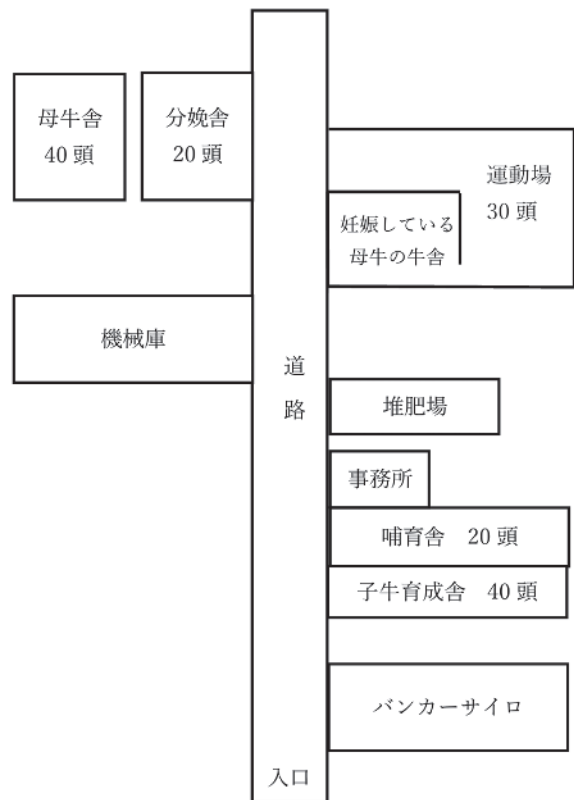 母牛舎
40 頭
分娩舎
20 頭
運動場
30 頭
妊娠している
母牛の牛舎
機械庫
道
路
堆肥場
事務所
哺育舎 20 頭
子牛育成舎 40 頭
バンカーサイロ
入口